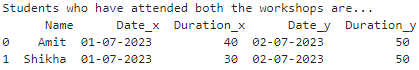 Students who have attended both the workshops are...
Name Date_x Duration_x Date_y Duration_y
0 Amit 01-07-2023 40 02-07-2023 50
1 Shikha 01-07-2023 30 02-07-2023 50